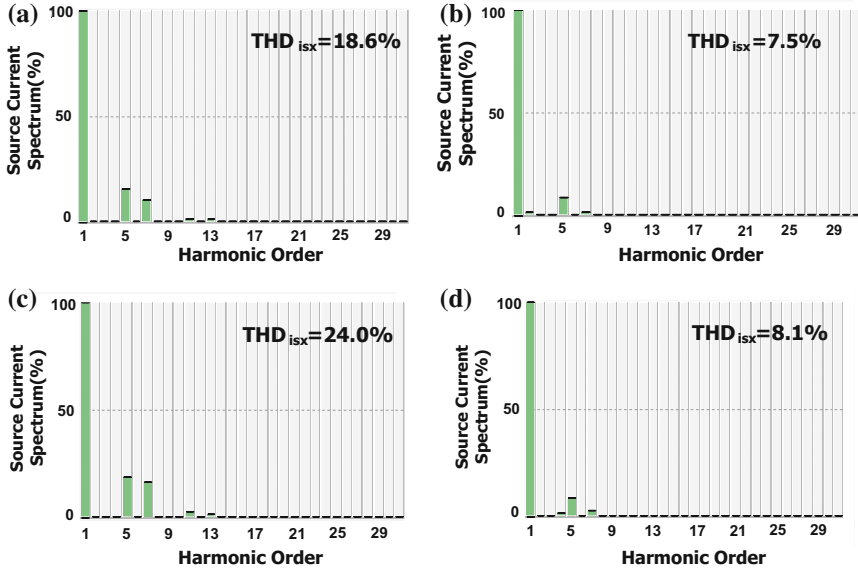 (a)
100
50
0
Source Current
Spectrum(%)
THD isx=18.6%
1 5 9 13 17 21 25 29
Harmonic Order
(b)
100
50
0
Source Current
Spectrum(%)
THD isx=7.5%
1 5 9 13 17 21 25 29
Harmonic Order
(c)
100
50
0
Source Current
Spectrum(%)
THD isx=24.0%
1 5 9 13 17 21 25 29
Harmonic Order
(d)
100
50
0
Source Current
Spectrum(%)
THD isx=8.1%
1 5 9 13 17 21 25 29
Harmonic Order